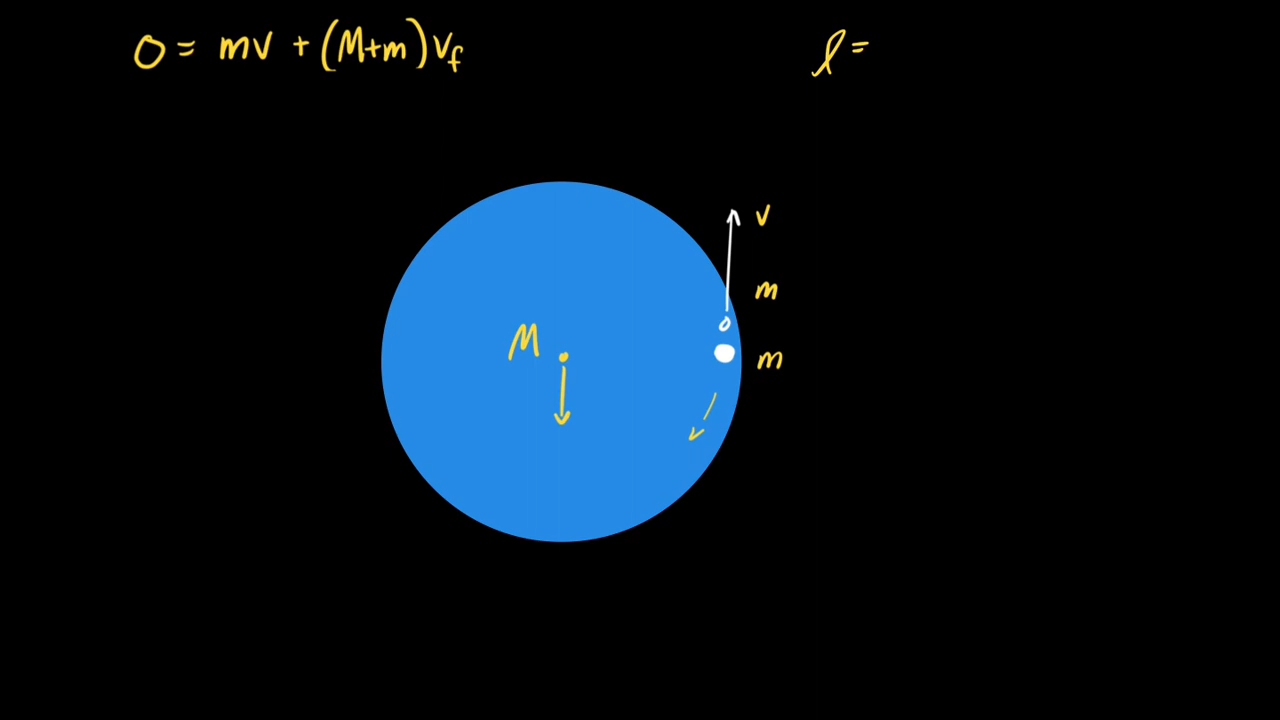 0 = mv + (M+m)v_f
ℓ =
v
m
M
m